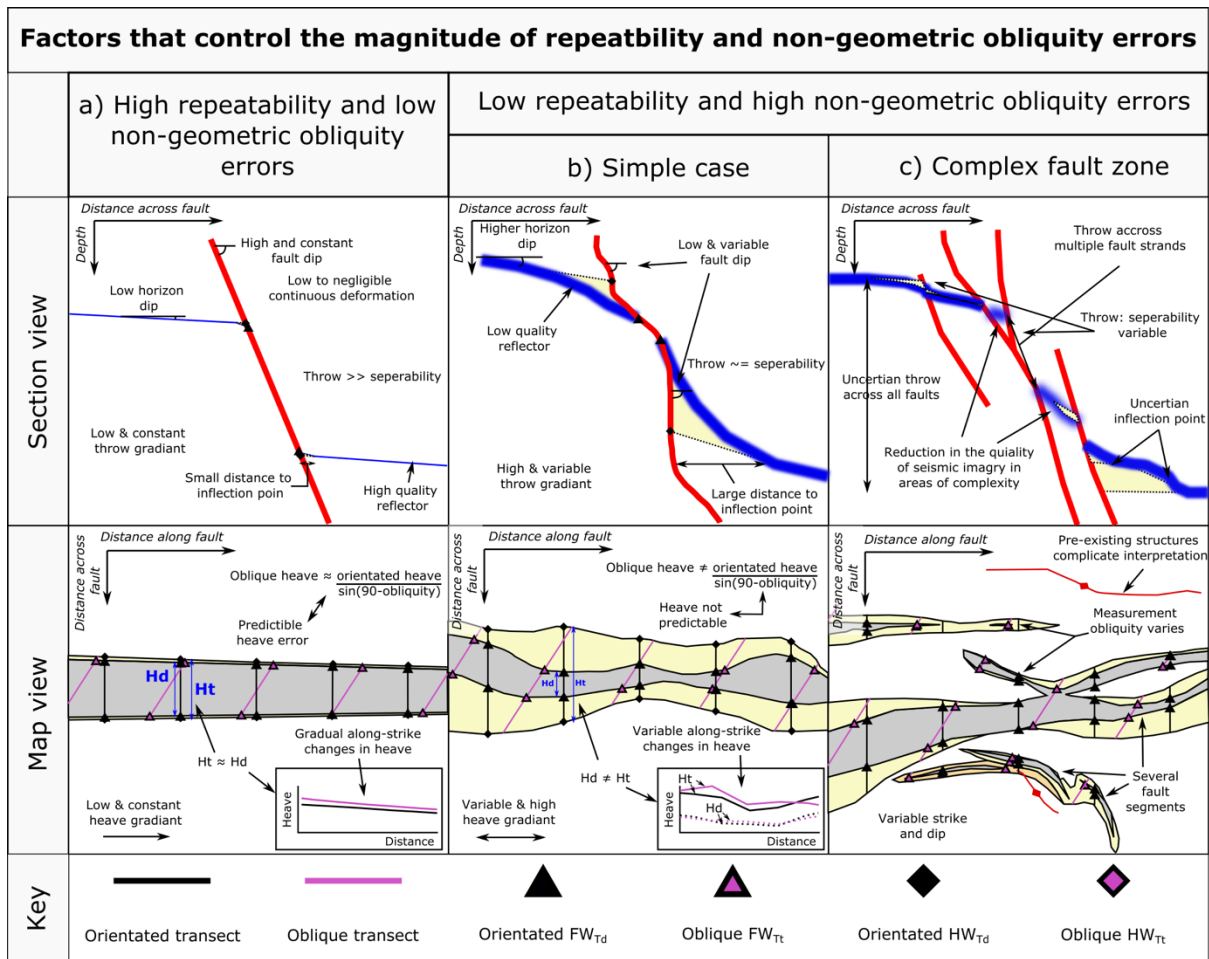 Factors that control the magnitude of repeatbility and non-geometric obliquity errors
a) High repeatability and low
non-geometric obliquity
errors
Low repeatability and high non-geometric obliquity errors
b) Simple case
c) Complex fault zone
Section view
Distance across fault
Depth
High and constant
fault dip
Low to negligible
continuous deformation
Low horizon
dip
Throw >> seperability
Low & constant
throw gradiant
Small distance to
inflection poin
High quality
reflector
Distance across fault
Depth
Higher horizon
dip
Low & variable
fault dip
Low quality
reflector
Throw ~= seperability
High & variable
throw gradient
Large distance to
inflection point
Distance across fault
Depth
Throw accross
multiple fault strands
Throw: seperability
variable
Uncertian throw
across all faults
Uncertian
inflection point
Reduction in the quiality
of seismic imagry in
areas of complexity
Map view
Distance along fault
Distance across
fault
Oblique heave ≈ orientated heave
sin(90-obliquity)
Predictible
heave error
Hd
Ht
Ht ≈ Hd
Gradual along-strike
changes in heave
Low & constant
heave gradient
Heave
Distance
Distance along fault
Distance across
fault
Oblique heave ≠ orientated heave
sin(90-obliquity)
Heave not
predictable
Hd
Ht
Variable along-strike
changes in heave
Hd ≠ Ht
Variable & high
heave gradient
Ht
Hd
Heave
Distance
Distance along fault
Distance across
fault
Pre-existing structures
complicate interpretation
Measurement
obliquity varies
Several
fault
segments
Variable strike
and dip
Key
Orientated transect
Oblique transect
Orientated FWTd
Oblique FWTt
Orientated HWTd
Oblique HWTt